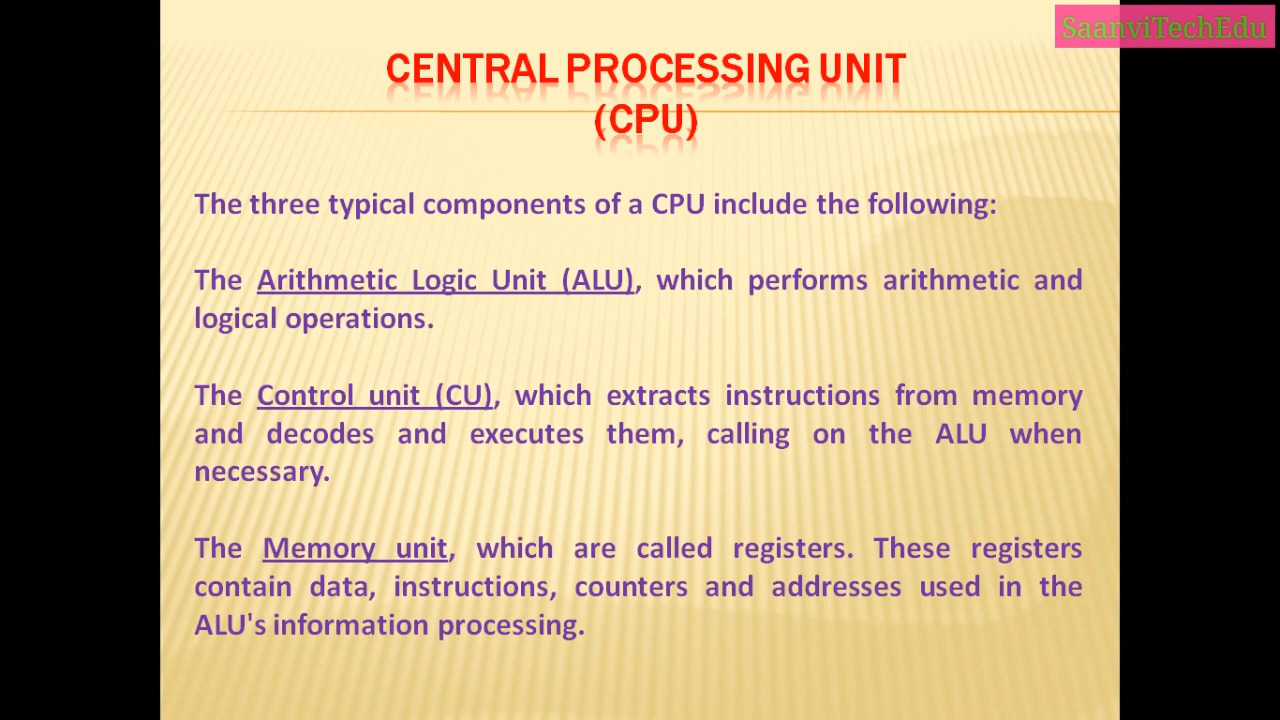 SaanviTechEdu
CENTRAL PROCESSING UNIT
(CPU)
The three typical components of a CPU include the following:
The Arithmetic Logic Unit (ALU), which performs arithmetic and
logical operations.
The Control unit (CU), which extracts instructions from memory
and decodes and executes them, calling on the ALU when
necessary.
The Memory unit, which are called registers. These registers
contain data, instructions, counters and addresses used in the
ALU's information processing.